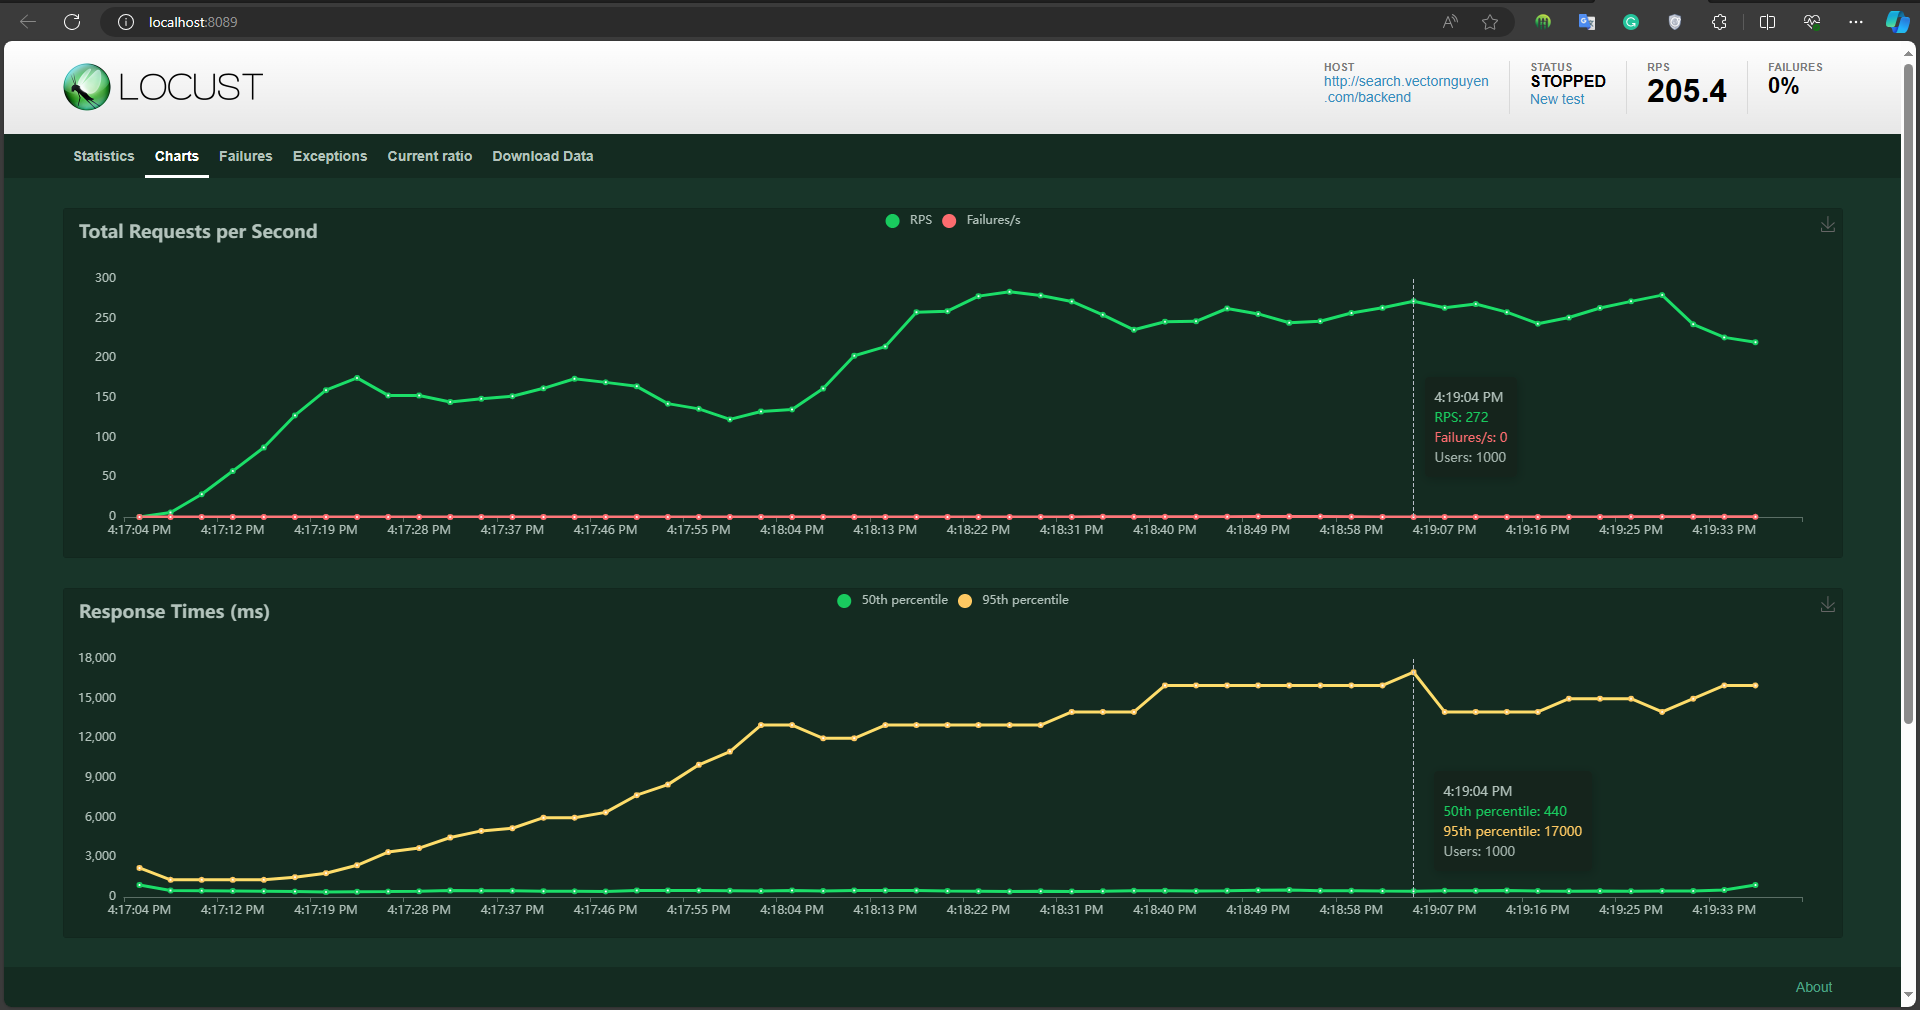 localhost:8089
LOCUST
HOST
http://search.vectornguyen
.com/backend
STATUS
STOPPED
New test
RPS
205.4
FAILURES
0%
Statistics
Charts
Failures
Exceptions
Current ratio
Download Data
Total Requests per Second
RPS
Failures/s
300
250
200
150
100
50
0
4:19:04 PM
RPS: 272
Failures/s: 0
Users: 1000
4:17:04 PM 4:17:12 PM 4:17:19 PM 4:17:28 PM 4:17:37 PM 4:17:46 PM 4:17:55 PM 4:18:04 PM 4:18:13 PM 4:18:22 PM 4:18:31 PM 4:18:40 PM 4:18:49 PM 4:18:58 PM 4:19:07 PM 4:19:16 PM 4:19:25 PM 4:19:33 PM
Response Times (ms)
50th percentile
95th percentile
18,000
15,000
12,000
9,000
6,000
3,000
0
4:19:04 PM
50th percentile: 440
95th percentile: 17000
Users: 1000
4:17:04 PM 4:17:12 PM 4:17:19 PM 4:17:28 PM 4:17:37 PM 4:17:46 PM 4:17:55 PM 4:18:04 PM 4:18:13 PM 4:18:22 PM 4:18:31 PM 4:18:40 PM 4:18:49 PM 4:18:58 PM 4:19:07 PM 4:19:16 PM 4:19:25 PM 4:19:33 PM
About